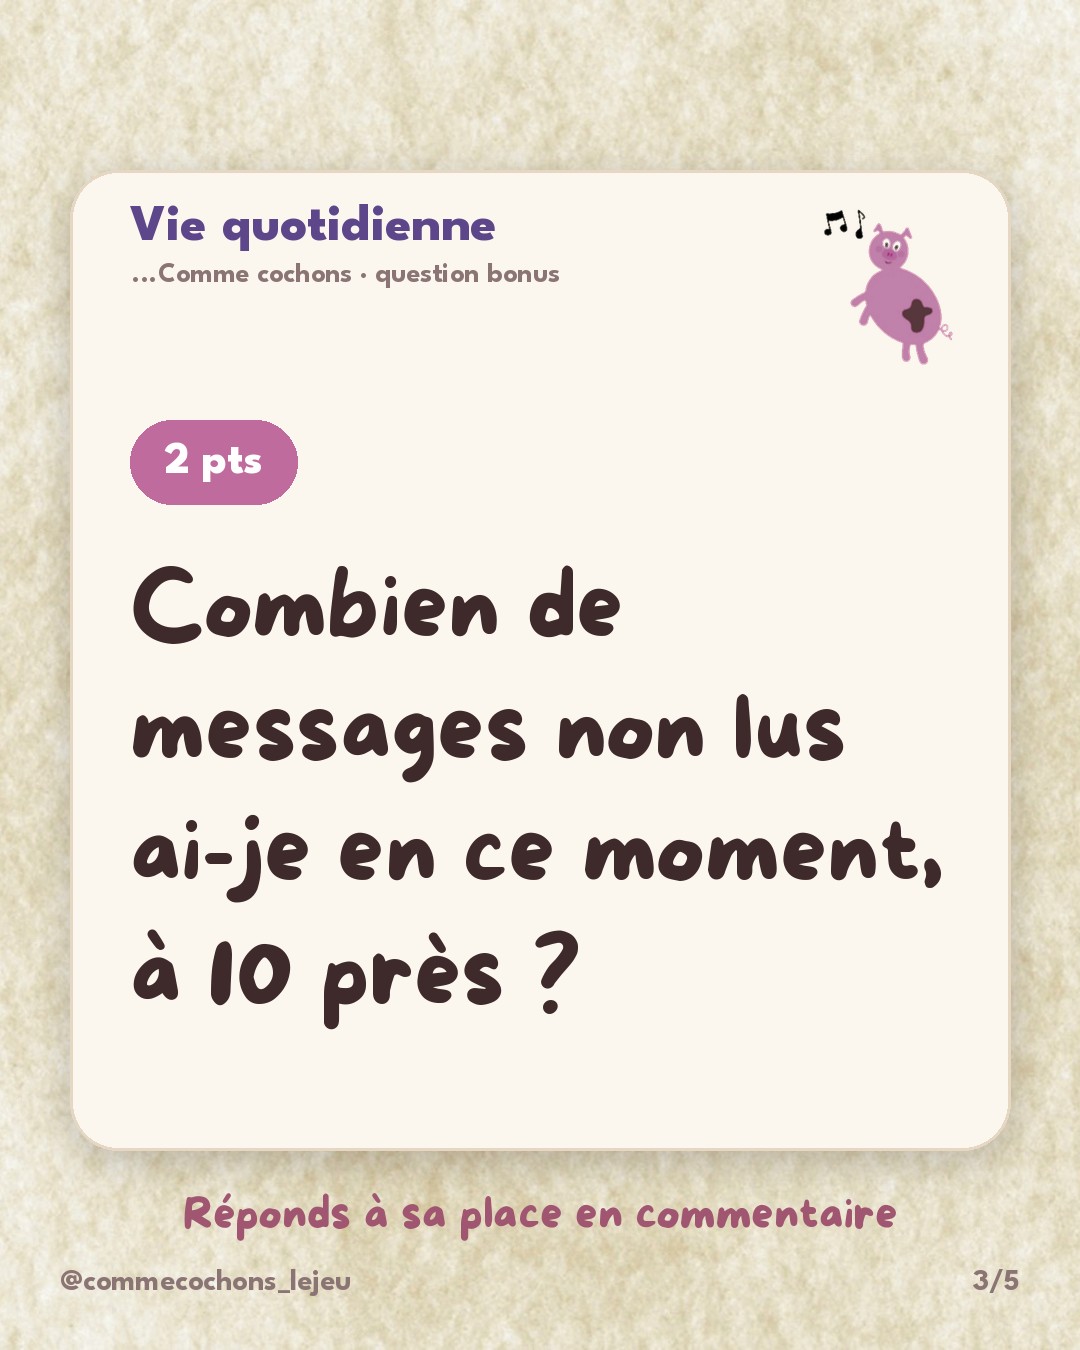 Vie quotidienne
...Comme cochons · question bonus
2 pts
Combien de
messages non lus
ai-je en ce moment,
à 10 près ?
Réponds à sa place en commentaire
@commecochons_lejeu
3/5